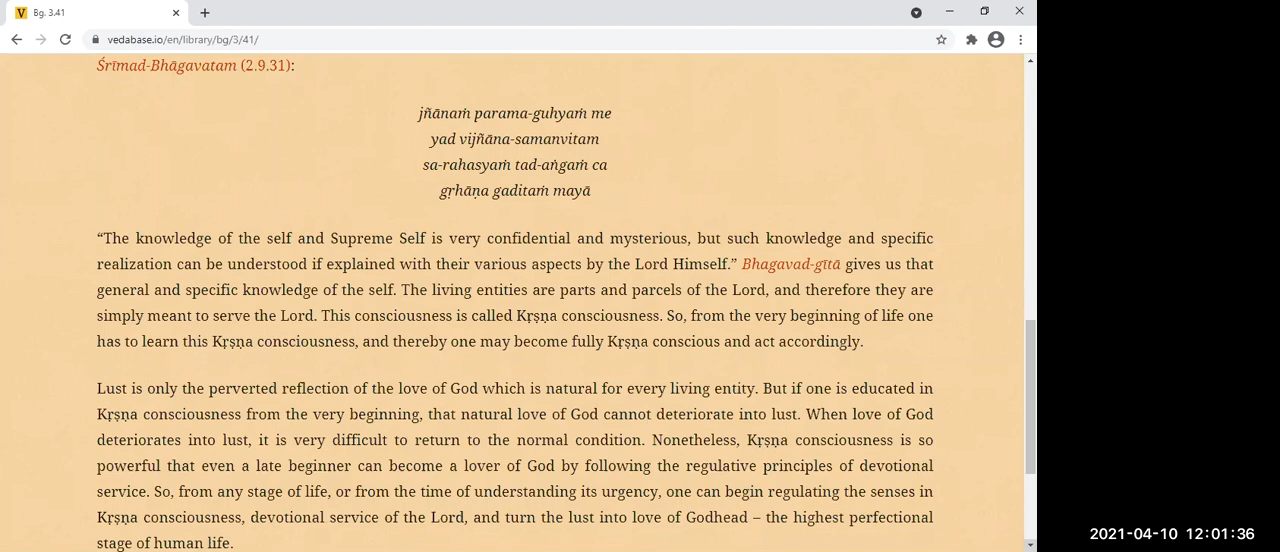 Bg. 3.41
vedabase.io/en/library/bg/3/41/
Śrīmad-Bhāgavatam (2.9.31):
jñānaṁ parama-guhyaṁ me
yad vijñāna-samanvitam
sa-rahasyaṁ tad-aṅgaṁ ca
gṛhāṇa gaditaṁ mayā
“The knowledge of the self and Supreme Self is very confidential and mysterious, but such knowledge and specific
realization can be understood if explained with their various aspects by the Lord Himself.” Bhagavad-gītā gives us that
general and specific knowledge of the self. The living entities are parts and parcels of the Lord, and therefore they are
simply meant to serve the Lord. This consciousness is called Kṛṣṇa consciousness. So, from the very beginning of life one
has to learn this Kṛṣṇa consciousness, and thereby one may become fully Kṛṣṇa conscious and act accordingly.
Lust is only the perverted reflection of the love of God which is natural for every living entity. But if one is educated in
Kṛṣṇa consciousness from the very beginning, that natural love of God cannot deteriorate into lust. When love of God
deteriorates into lust, it is very difficult to return to the normal condition. Nonetheless, Kṛṣṇa consciousness is so
powerful that even a late beginner can become a lover of God by following the regulative principles of devotional
service. So, from any stage of life, or from the time of understanding its urgency, one can begin regulating the senses in
Kṛṣṇa consciousness, devotional service of the Lord, and turn the lust into love of Godhead – the highest perfectional
stage of human life.
2021-04-10 12:01:36